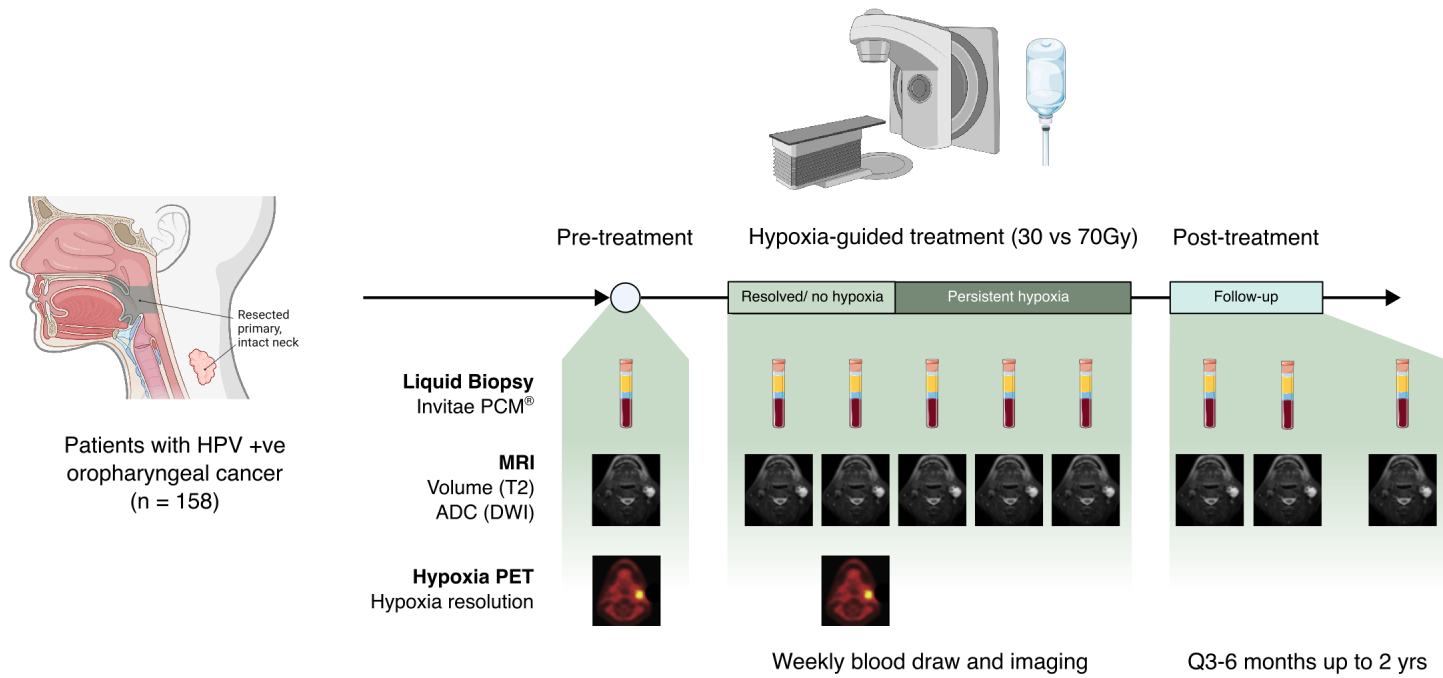 Pre-treatment
Hypoxia-guided treatment (30 vs 70Gy)
Post-treatment
Resolved/ no hypoxia
Persistent hypoxia
Follow-up
Resected
primary,
intact neck
Patients with HPV +ve
oropharyngeal cancer
(n = 158)
Liquid Biopsy
Invitae PCM®
MRI
Volume (T2)
ADC (DWI)
Hypoxia PET
Hypoxia resolution
Weekly blood draw and imaging
Q3-6 months up to 2 yrs